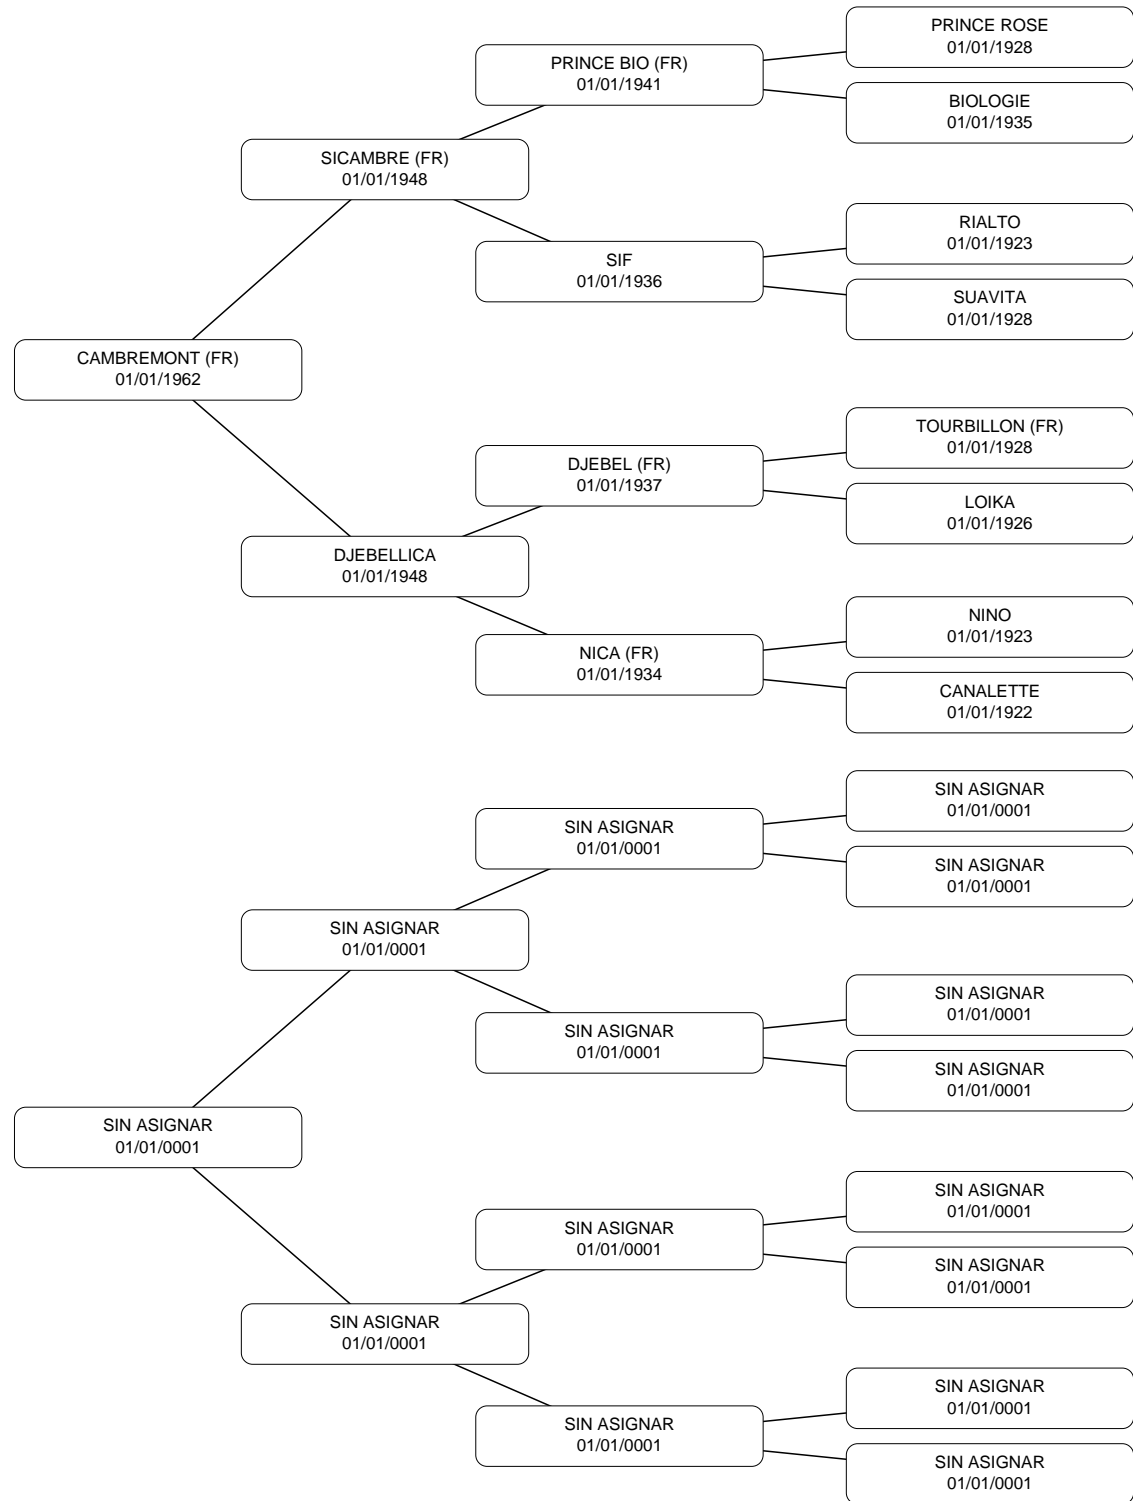 PRINCE ROSE
01/01/1928
PRINCE BIO (FR)
01/01/1941
BIOLOGIE
01/01/1935
SICAMBRE (FR)
01/01/1948
RIALTO
01/01/1923
SIF
01/01/1936
SUAVITA
01/01/1928
CAMBREMONT (FR)
01/01/1962
TOURBILLON (FR)
01/01/1928
DJEBEL (FR)
01/01/1937
LOIKA
01/01/1926
DJEBELLICA
01/01/1948
NINO
01/01/1923
NICA (FR)
01/01/1934
CANALETTE
01/01/1922
SIN ASIGNAR
01/01/0001
SIN ASIGNAR
01/01/0001
SIN ASIGNAR
01/01/0001
SIN ASIGNAR
01/01/0001
SIN ASIGNAR
01/01/0001
SIN ASIGNAR
01/01/0001
SIN ASIGNAR
01/01/0001
SIN ASIGNAR
01/01/0001
SIN ASIGNAR
01/01/0001
SIN ASIGNAR
01/01/0001
SIN ASIGNAR
01/01/0001
SIN ASIGNAR
01/01/0001
SIN ASIGNAR
01/01/0001
SIN ASIGNAR
01/01/0001
SIN ASIGNAR
01/01/0001